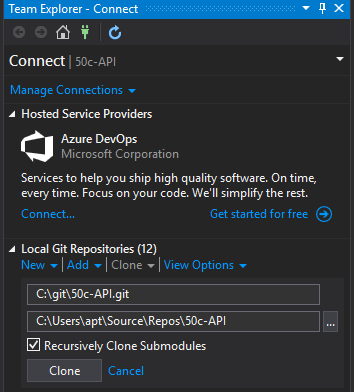 Team Explorer - Connect
Connect | 50c-API
Manage Connections
Hosted Service Providers
Azure DevOps
Microsoft Corporation
Services to help you ship high quality software. On time,
every time. Focus on your code. We'll simplify the rest.
Connect... Get started for free
Local Git Repositories (12)
New Add Clone View Options
C:\git\50c-API.git
C:\Users\apt\Source\Repos\50c-API ...
Recursively Clone Submodules
Clone Cancel